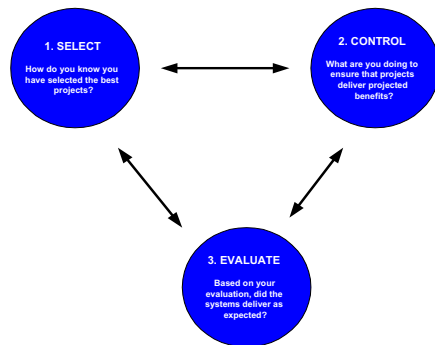 1. SELECT
How do you know you
have selected the best
projects?
2. CONTROL
What are you doing to
ensure that projects
deliver projected
benefits?
3. EVALUATE
Based on your
evaluation, did the
systems deliver as
expected?